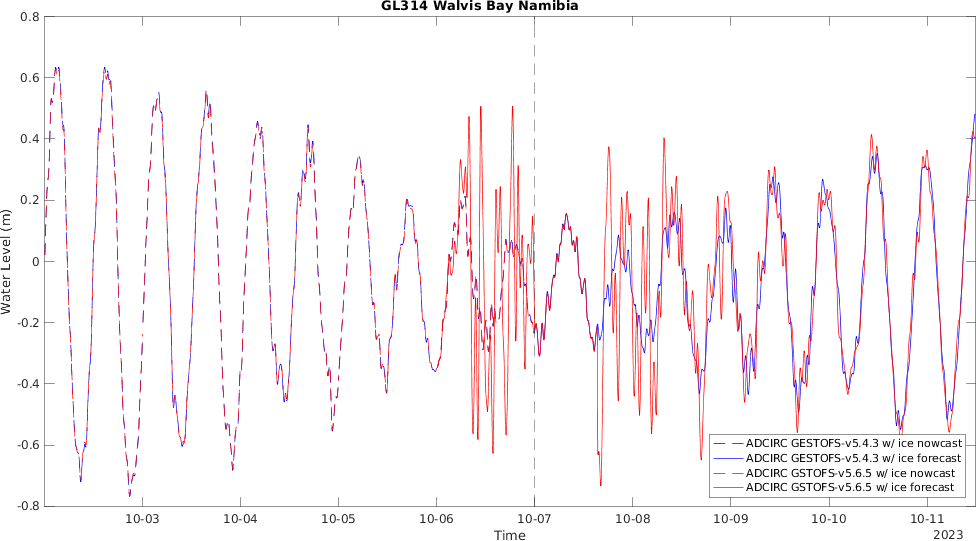 GL314 Walvis Bay Namibia
0.8
0.6
0.4
0.2
0
-0.2
-0.4
-0.6
-0.8
Water Level (m)
10-03
10-04
10-05
10-06
10-07
10-08
10-09
10-10
10-11
Time
2023
ADCIRC GESTOFS-v5.4.3 w/ ice nowcast
ADCIRC GESTOFS-v5.4.3 w/ ice forecast
ADCIRC GSTOFS-v5.6.5 w/ ice nowcast
ADCIRC GSTOFS-v5.6.5 w/ ice forecast